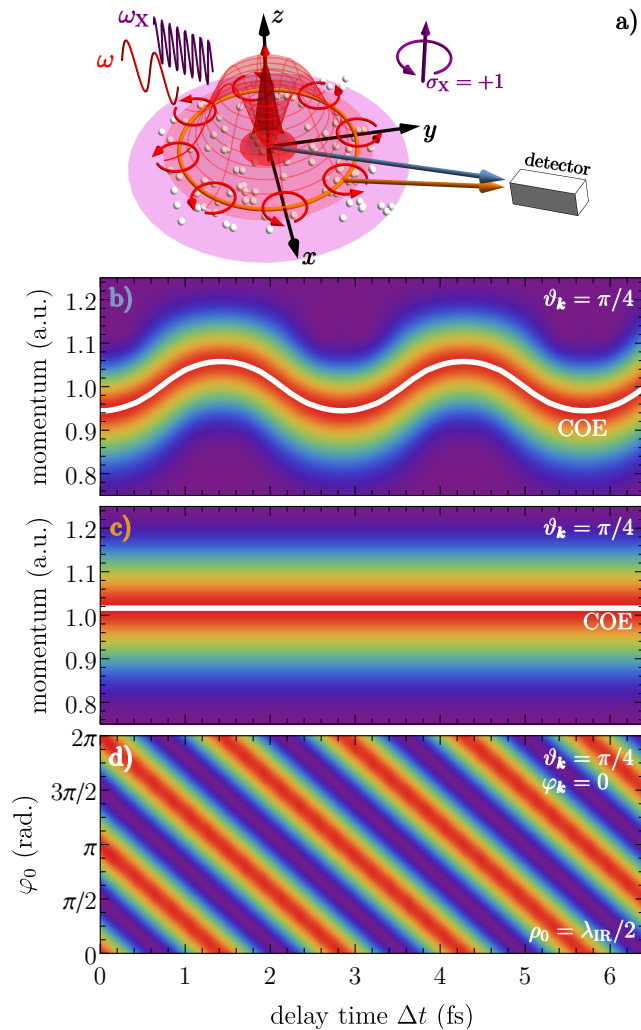 a)
z
ω_X
ω
σ_X = +1
y
detector
x
b)
ϑ_k = π/4
momentum (a.u.)
1.2
1.1
1.0
0.9
0.8
COE
c)
ϑ_k = π/4
momentum (a.u.)
1.2
1.1
1.0
0.9
0.8
COE
d)
ϑ_k = π/4
φ_k = 0
φ_0 (rad.)
2π
3π/2
π
π/2
0
ρ_0 = λ_IR/2
0 1 2 3 4 5 6
delay time Δt (fs)